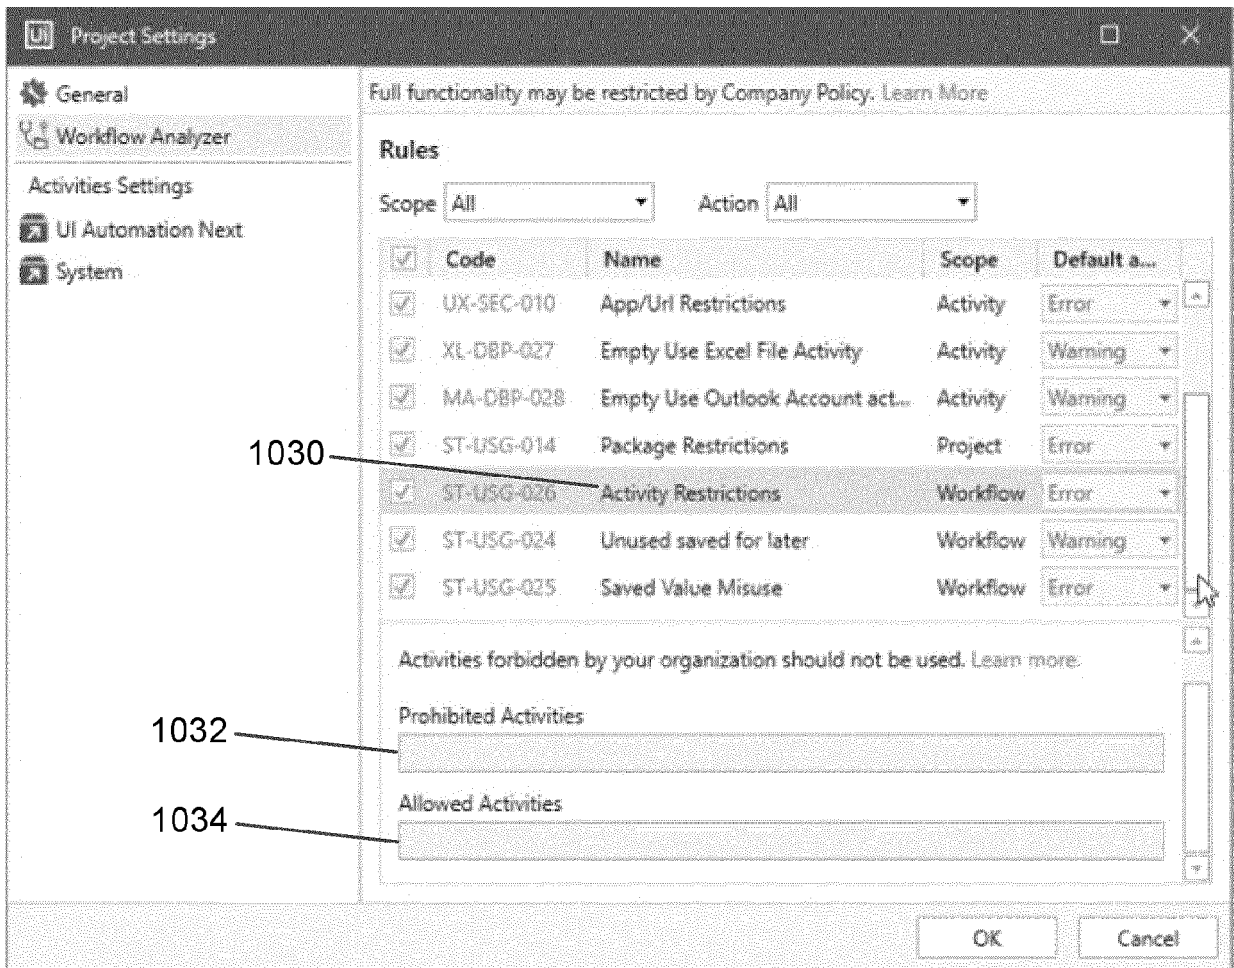 Ui Project Settings
General
Workflow Analyzer
Activities Settings
UI Automation Next
System
Full functionality may be restricted by Company Policy. Learn More
Rules
Scope All Action All
Code Name Scope Default a...
UX-SEC-010 App/Url Restrictions Activity Error
XL-DBP-027 Empty Use Excel File Activity Activity Warning
MA-DBP-028 Empty Use Outlook Account act... Activity Warning
ST-USG-014 Package Restrictions Project Error
1030
ST-USG-026 Activity Restrictions Workflow Error
ST-USG-024 Unused saved for later Workflow Warning
ST-USG-025 Saved Value Misuse Workflow Error
Activities forbidden by your organization should not be used. Learn more.
Prohibited Activities
1032
Allowed Activities
1034
OK Cancel